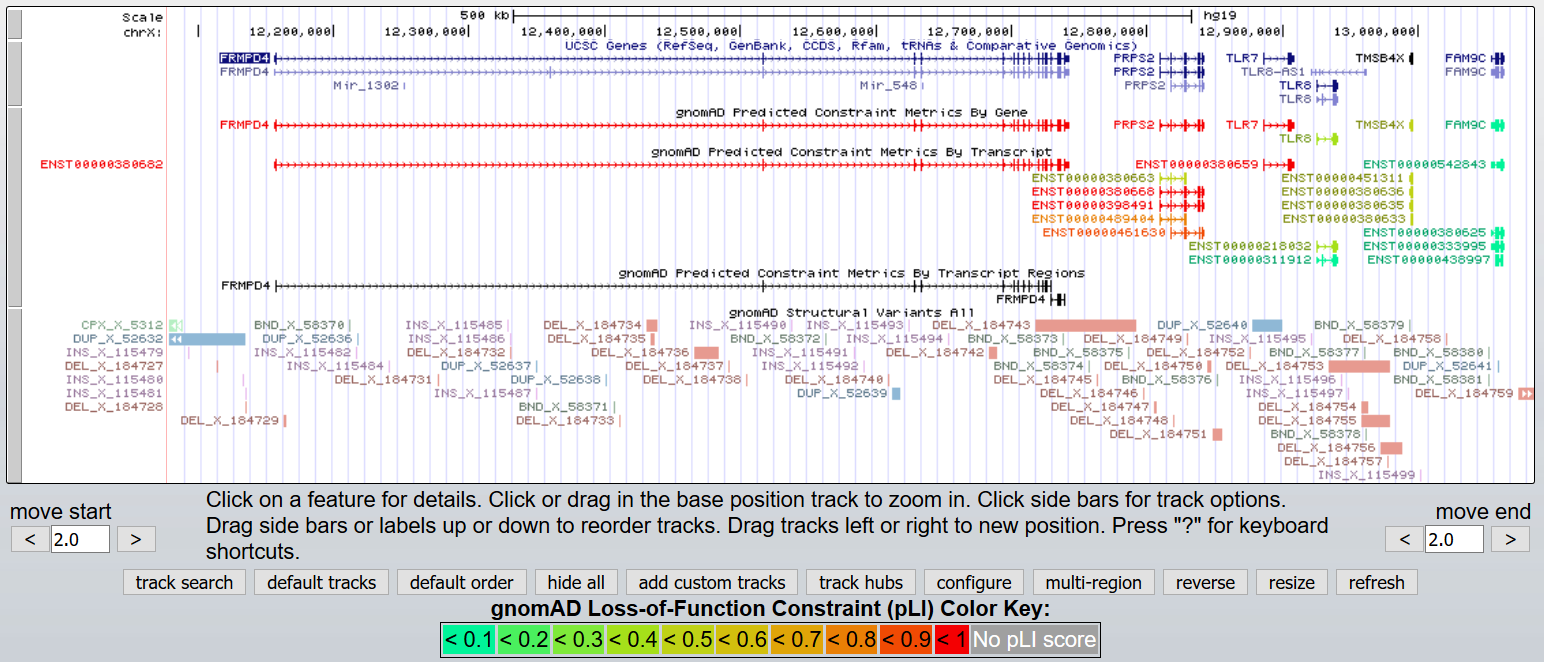 Scale 500 kb hg19
chrX: 12,200,000 12,300,000 12,400,000 12,500,000 12,600,000 12,700,000 12,800,000 12,900,000 13,000,000
UCSC Genes (RefSeq, GenBank, CCDS, Rfam, tRNAs & Comparative Genomics)
FRMPD4 PRPS2 TLR7 TMSB4X FAM9C
FRMPD4 PRPS2 TLR8-AS1 FAM9C
Mir_1302 Mir_548 PRPS2 TLR8
TLR8
gnomAD Predicted Constraint Metrics By Gene
FRMPD4 PRPS2 TLR7 TMSB4X FAM9C
TLR8
gnomAD Predicted Constraint Metrics By Transcript
ENST00000380682 ENST00000380659 ENST00000542843
ENST00000380663 ENST00000451311
ENST00000380668 ENST00000380636
ENST00000398491 ENST00000380635
ENST00000489404 ENST00000380633
ENST00000461630 ENST00000380625
ENST00000218032 ENST00000333995
ENST00000311912 ENST00000438997
gnomAD Predicted Constraint Metrics By Transcript Regions
FRMPD4
FRMPD4
gnomAD Structural Variants All
CPX_X_5312 BND_X_58370 INS_X_115485 DEL_X_184734 INS_X_115490 INS_X_115493 DEL_X_184743 DUP_X_52640 BND_X_58379
DUP_X_52632 DUP_X_52636 INS_X_115486 DEL_X_184735 BND_X_58372 INS_X_115494 BND_X_58373 DEL_X_184749 INS_X_115495 DEL_X_184758
INS_X_115479 INS_X_115482 DEL_X_184732 DEL_X_184736 INS_X_115491 DEL_X_184742 BND_X_58375 DEL_X_184752 BND_X_58377 BND_X_58380
DEL_X_184727 INS_X_115484 DUP_X_52637 DEL_X_184737 INS_X_115492 BND_X_58374 DEL_X_184750 DEL_X_184753 DUP_X_52641
INS_X_115480 DEL_X_184731 DUP_X_52638 DEL_X_184738 DEL_X_184740 DEL_X_184745 BND_X_58376 INS_X_115496 BND_X_58381
INS_X_115481 INS_X_115487 DUP_X_52639 DEL_X_184746 INS_X_115497 DEL_X_184759
DEL_X_184728 BND_X_58371 DEL_X_184747 DEL_X_184754
DEL_X_184729 DEL_X_184733 DEL_X_184748 DEL_X_184755
DEL_X_184751 BND_X_58378
DEL_X_184756
DEL_X_184757
INS_X_115499
move start
< 2.0 >
Click on a feature for details. Click or drag in the base position track to zoom in. Click side bars for track options.
Drag side bars or labels up or down to reorder tracks. Drag tracks left or right to new position. Press "?" for keyboard
shortcuts.
move end
< 2.0 >
track search default tracks default order hide all add custom tracks track hubs configure multi-region reverse resize refresh
gnomAD Loss-of-Function Constraint (pLI) Color Key:
< 0.1 < 0.2 < 0.3 < 0.4 < 0.5 < 0.6 < 0.7 < 0.8 < 0.9 < 1 No pLI score